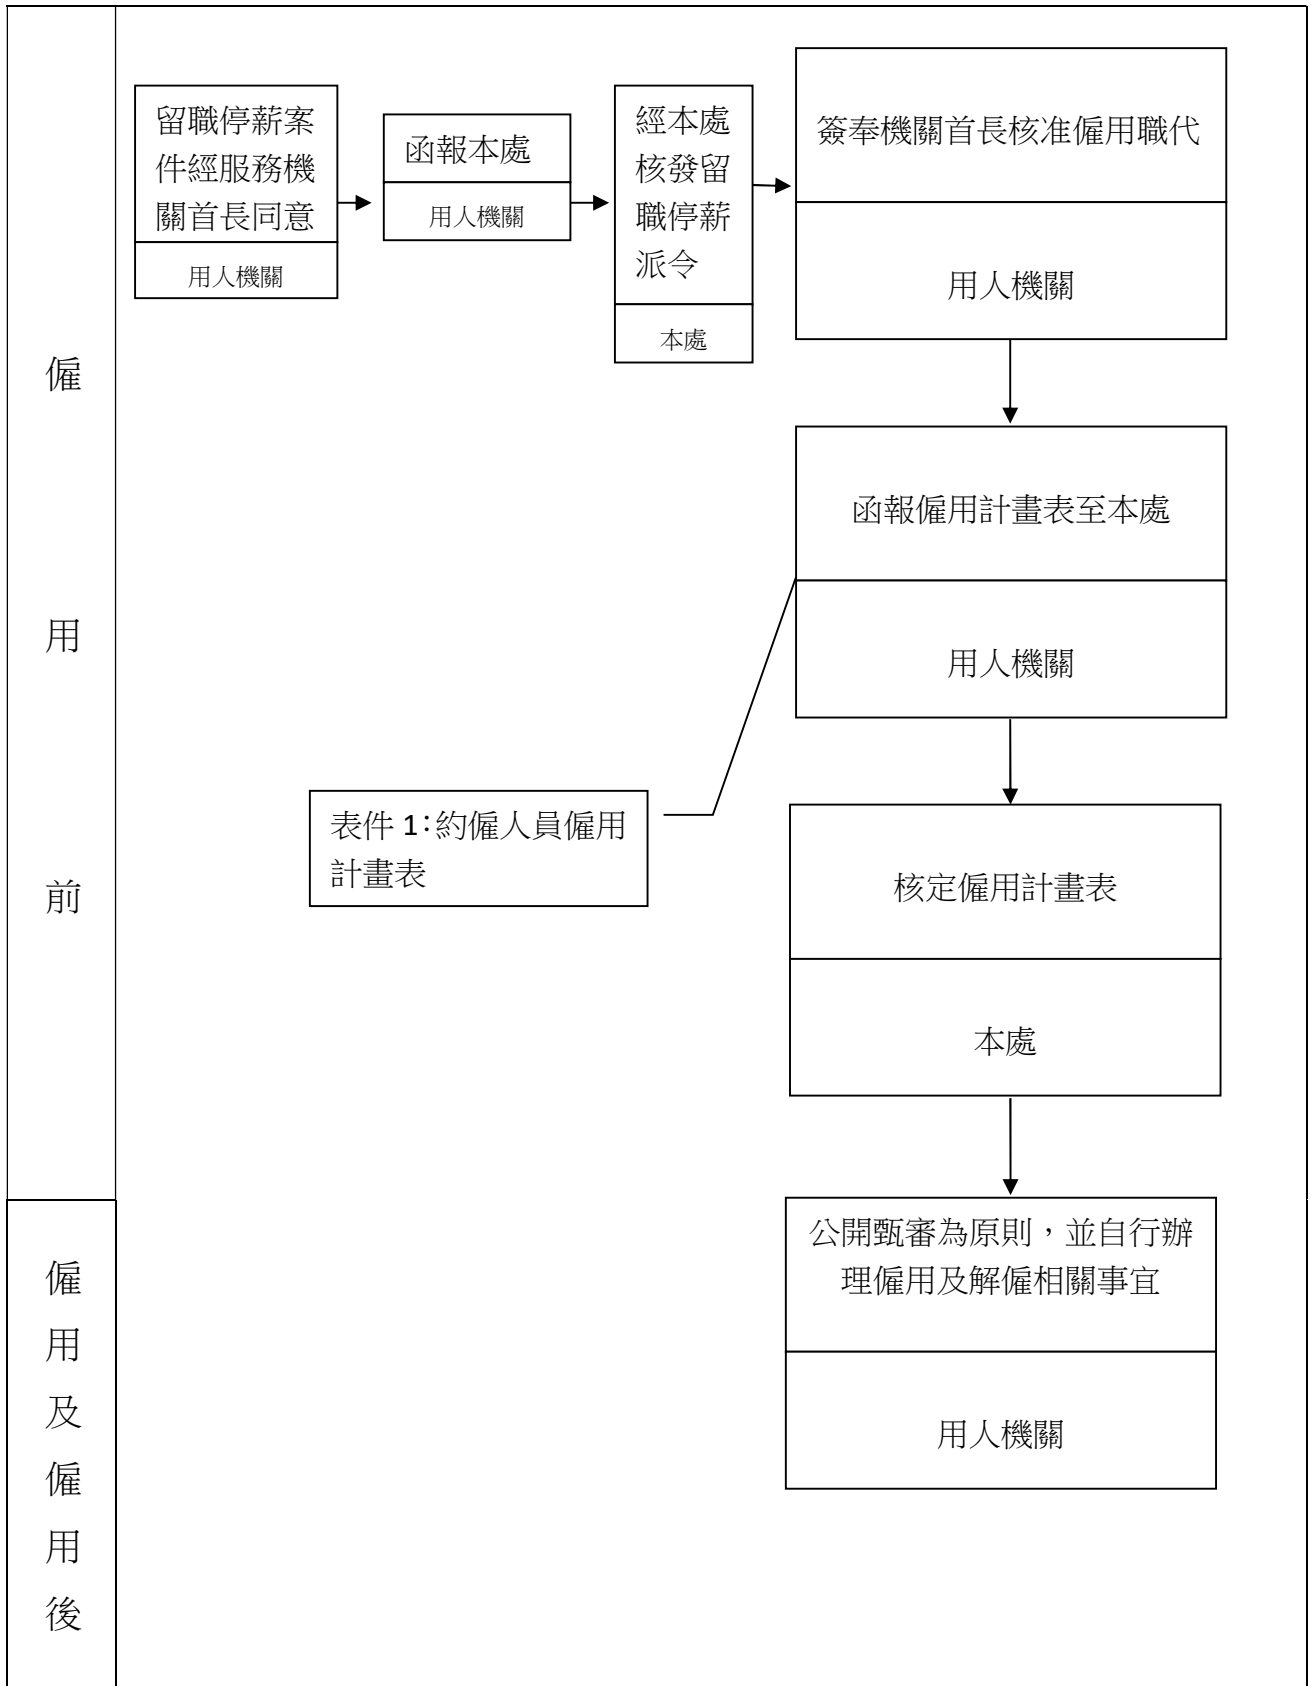 僱
用
前
留職停薪案
件經服務機
關首長同意
用人機關
函報本處
用人機關
經本處
核發留
職停薪
派令
本處
簽奉機關首長核准僱用職代
用人機關
函報僱用計畫表至本處
用人機關
表件 1：約僱人員僱用
計畫表
核定僱用計畫表
本處
僱
用
及
僱
用
後
公開甄審為原則，並自行辦
理僱用及解僱相關事宜
用人機關